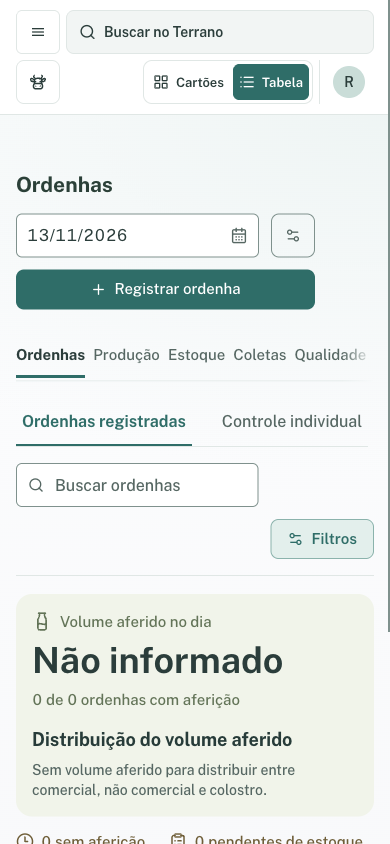 Buscar no Terrano
Cartões
Tabela
R
Ordenhas
13/11/2026
Registrar ordenha
Ordenhas Produção Estoque Coletas Qualidade
Ordenhas registradas Controle individual
Buscar ordenhas
Filtros
Volume aferido no dia
Não informado
0 de 0 ordenhas com aferição
Distribuição do volume aferido
Sem volume aferido para distribuir entre
comercial, não comercial e colostro.
0 sem aferição 0 pendentes de estoque